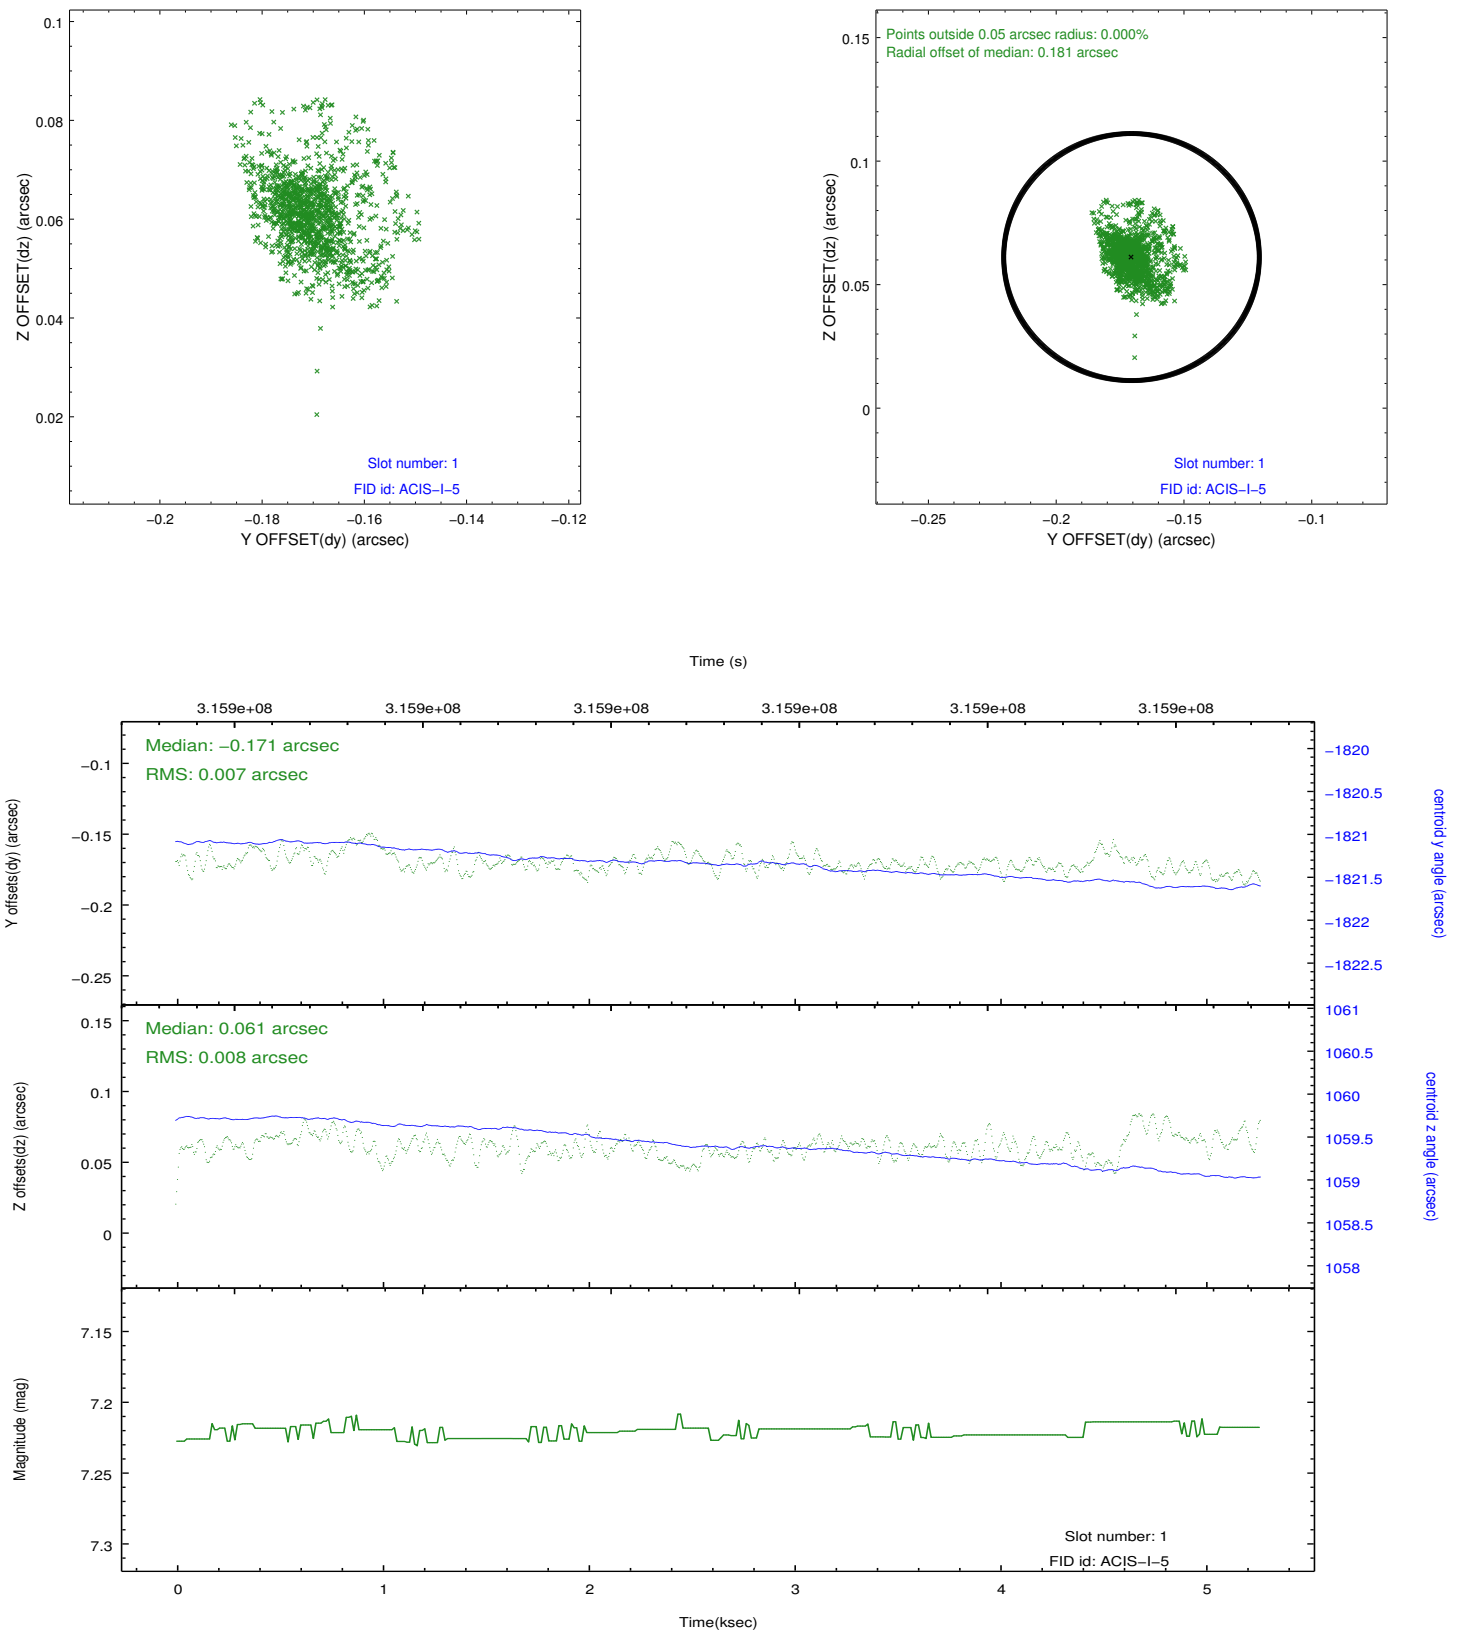 0.1
0.08
0.06
0.04
0.02
Z OFFSET(dz) (arcsec)
Slot number: 1
FID id: ACIS−I−5
−0.2 −0.18 −0.16 −0.14 −0.12
Y OFFSET(dy) (arcsec)
Points outside 0.05 arcsec radius: 0.000%
Radial offset of median: 0.181 arcsec
0.15
0.1
0.05
0
Z OFFSET(dz) (arcsec)
Slot number: 1
FID id: ACIS−I−5
−0.25 −0.2 −0.15 −0.1
Y OFFSET(dy) (arcsec)
Time (s)
3.159e+08 3.159e+08 3.159e+08 3.159e+08 3.159e+08 3.159e+08
Median: −0.171 arcsec
RMS: 0.007 arcsec
−0.1
−0.15
−0.2
−0.25
Y offsets(dy) (arcsec)
−1820
−1820.5
−1821
−1821.5
−1822
−1822.5
centroid y angle (arcsec)
Median: 0.061 arcsec
RMS: 0.008 arcsec
0.15
0.1
0.05
0
Z offsets(dz) (arcsec)
1061
1060.5
1060
1059.5
1059
1058.5
1058
centroid z angle (arcsec)
7.15
7.2
7.25
7.3
Magnitude (mag)
Slot number: 1
FID id: ACIS−I−5
0 1 2 3 4 5
Time(ksec)